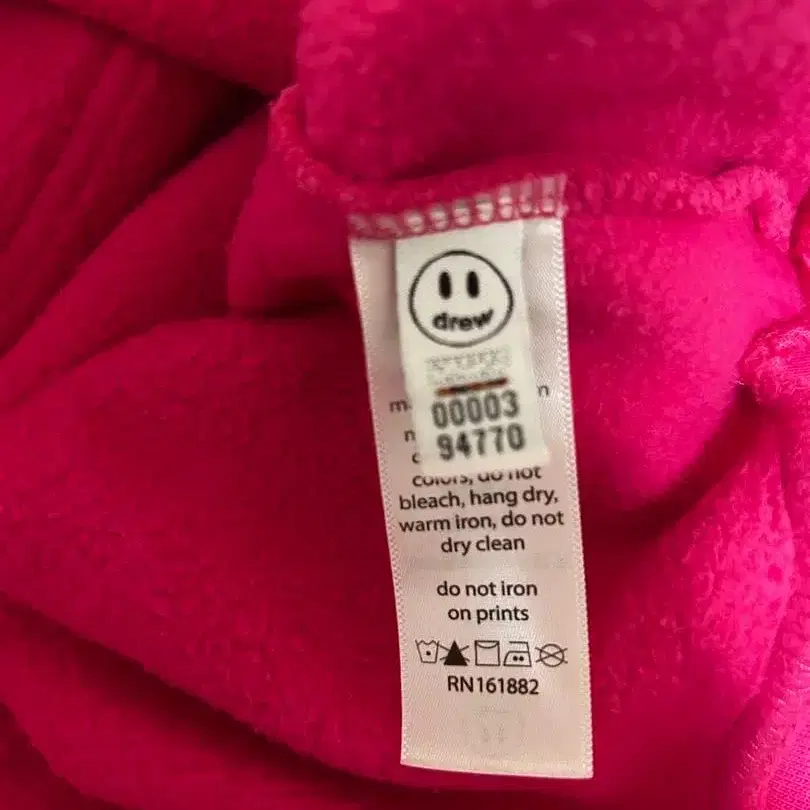 drew
00003
94770
colors, do not
bleach, hang dry,
warm iron, do not
dry clean
do not iron
on prints
RN161882